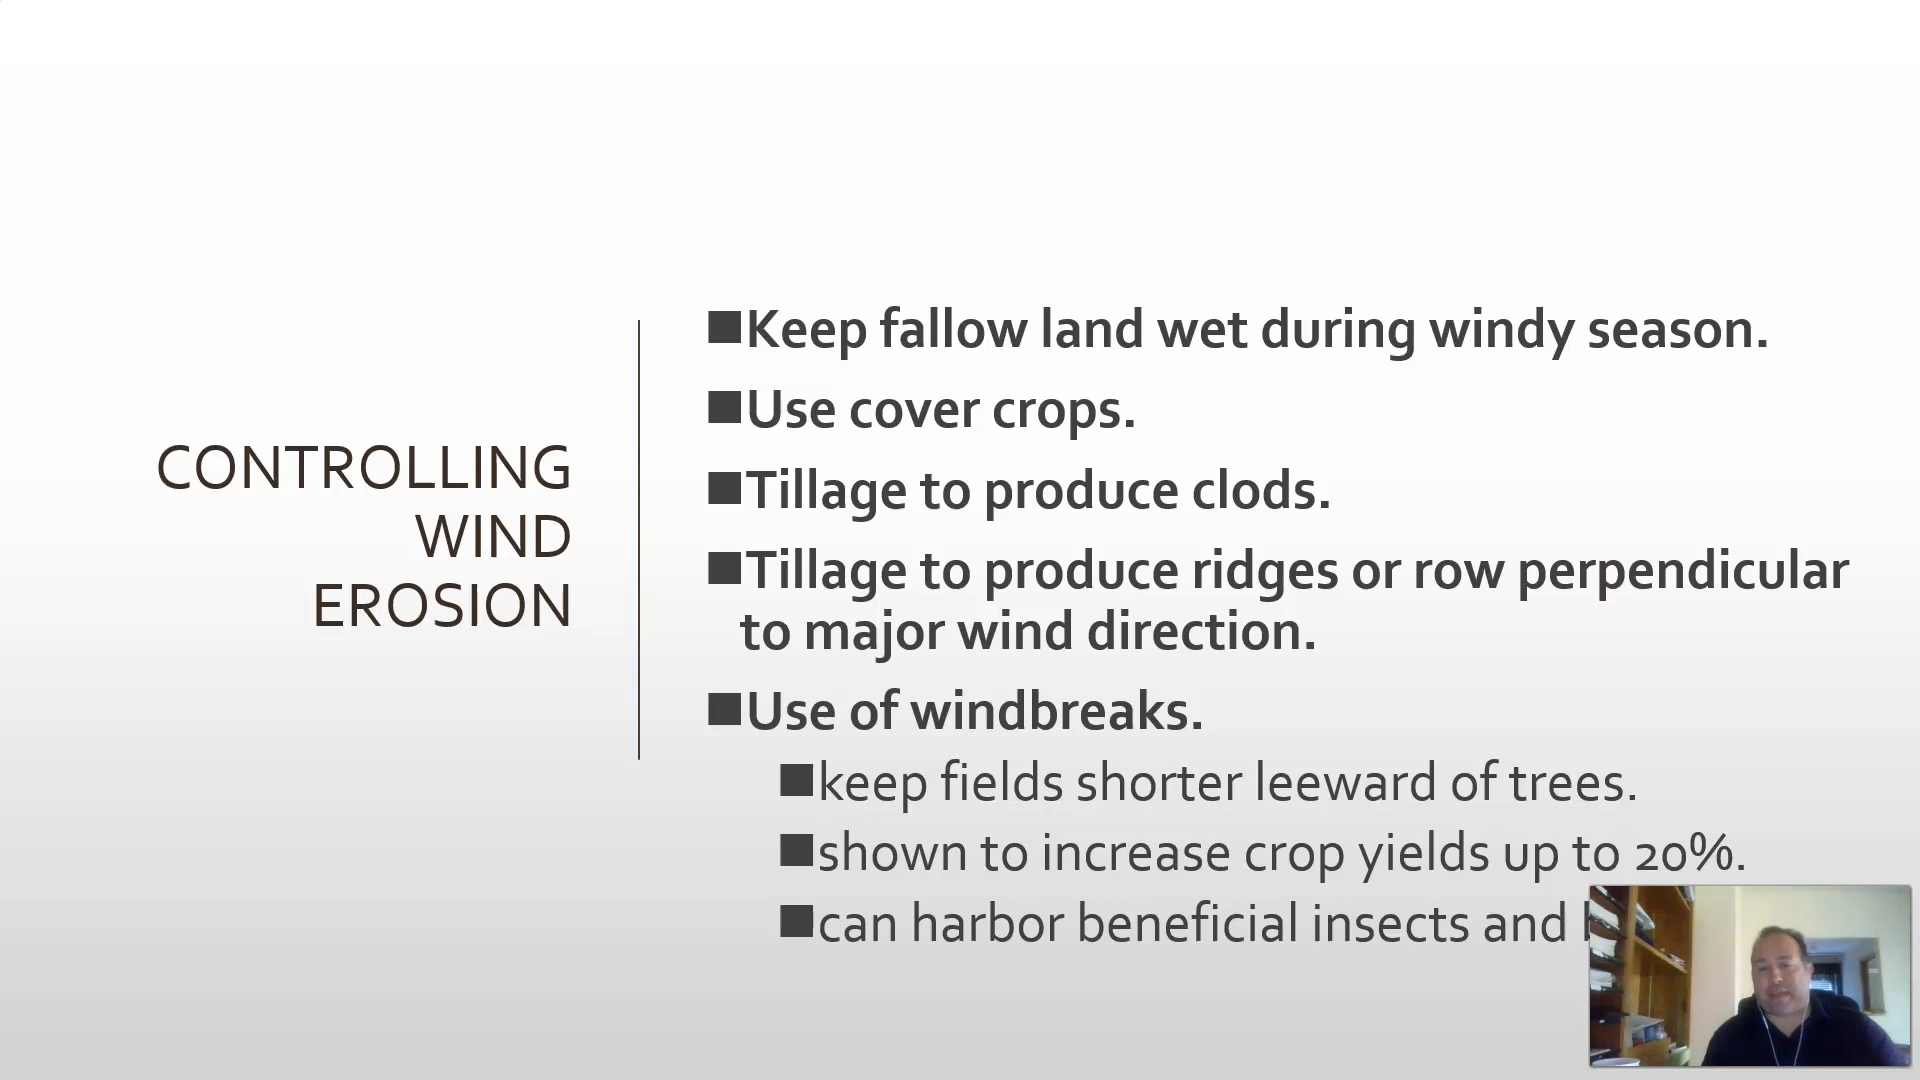 CONTROLLING
WIND
EROSION
Keep fallow land wet during windy season.
Use cover crops.
Tillage to produce clods.
Tillage to produce ridges or row perpendicular
to major wind direction.
Use of windbreaks.
keep fields shorter leeward of trees.
shown to increase crop yields up to 20%.
can harbor beneficial insects and